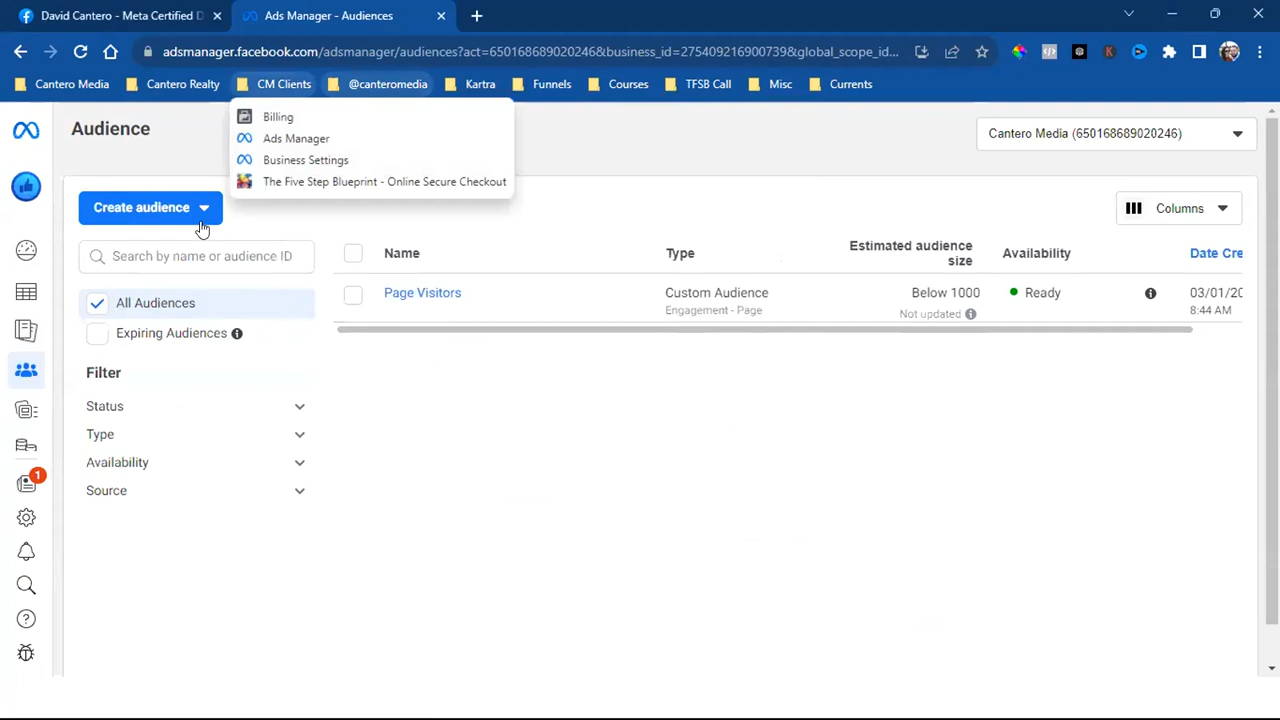 David Cantero - Meta Certified D
Ads Manager - Audiences
adsmanager.facebook.com/adsmanager/audiences?act=650168689020246&business_id=275409216900739&global_scope_id...
Cantero Media
Cantero Realty
CM Clients
@canteromedia
Kartra
Funnels
Courses
TFSB Call
Misc
Currents
Billing
Ads Manager
Business Settings
The Five Step Blueprint - Online Secure Checkout
Audience
Cantero Media (650168689020246)
Create audience
Columns
Search by name or audience ID
All Audiences
Expiring Audiences
Filter
Status
Type
Availability
Source
Name
Type
Estimated audience
size
Availability
Date Cre
Page Visitors
Custom Audience
Engagement - Page
Below 1000
Not updated
Ready
03/01/20
8:44 AM
1